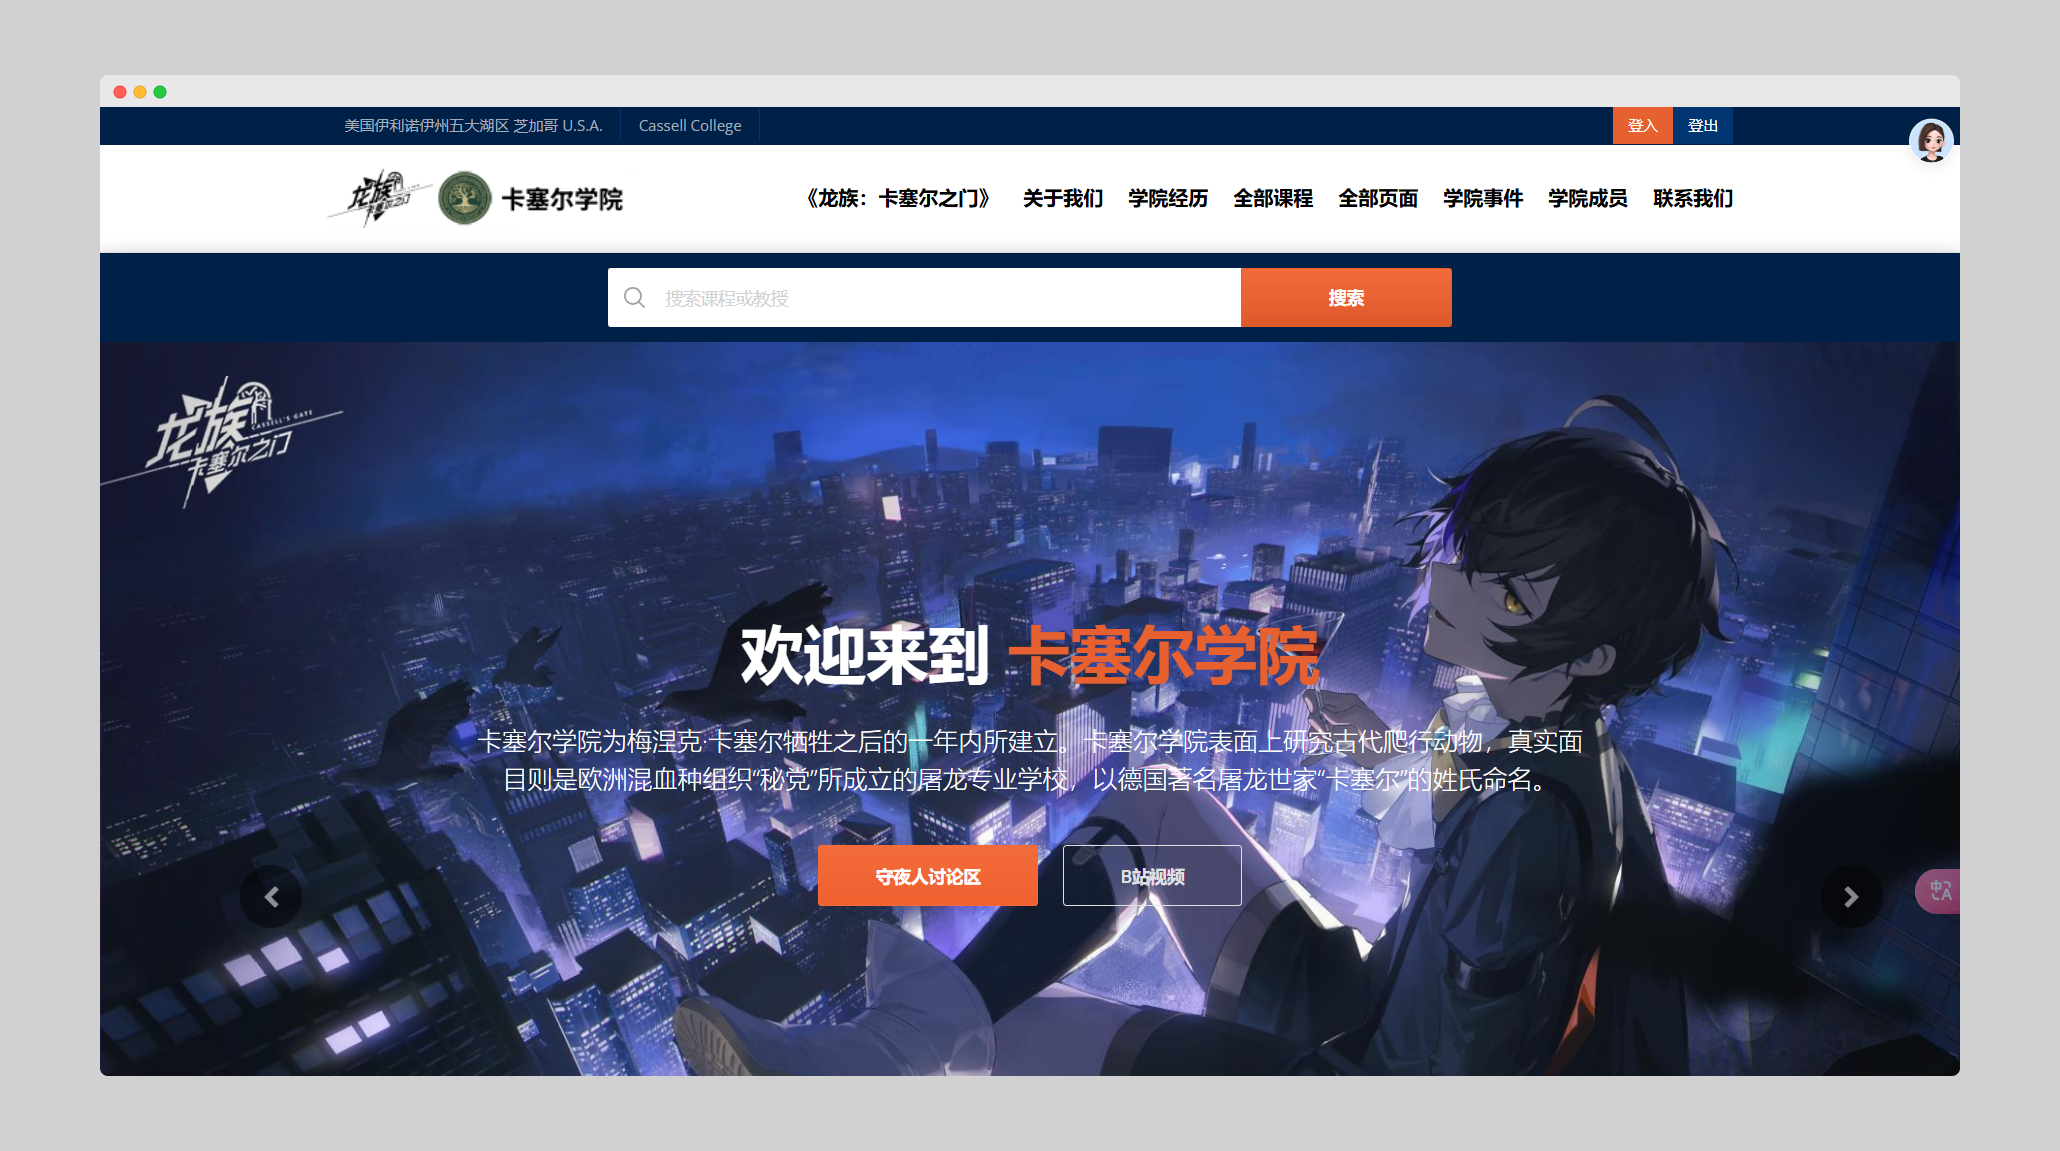 美国伊利诺伊州五大湖区 芝加哥 U.S.A.
Cassell College
登入
登出
龙族
卡塞尔之门
卡塞尔学院
《龙族：卡塞尔之门》
关于我们
学院经历
全部课程
全部页面
学院事件
学院成员
联系我们
搜索课程或教授
搜索
龙族
CASSELL'S GATE
卡塞尔之门
欢迎来到 卡塞尔学院
卡塞尔学院为梅涅克·卡塞尔牺牲之后的一年内所建立。卡塞尔学院表面上研究古代爬行动物，真实面
目则是欧洲混血种组织“秘党”所成立的屠龙专业学校，以德国著名屠龙世家“卡塞尔”的姓氏命名。
守夜人讨论区
B站视频
中
A